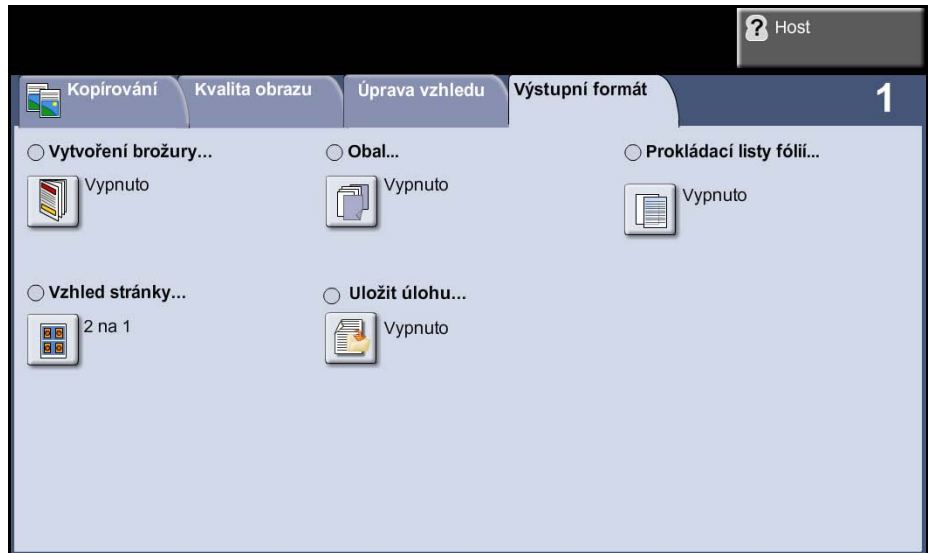 Host
Kopírování
Kvalita obrazu
Úprava vzhledu
Výstupní formát
1
Vytvoření brožury...
Vypnuto
Obal...
Vypnuto
Prokládací listy fólií...
Vypnuto
Vzhled stránky...
2 na 1
Uložit úlohu...
Vypnuto